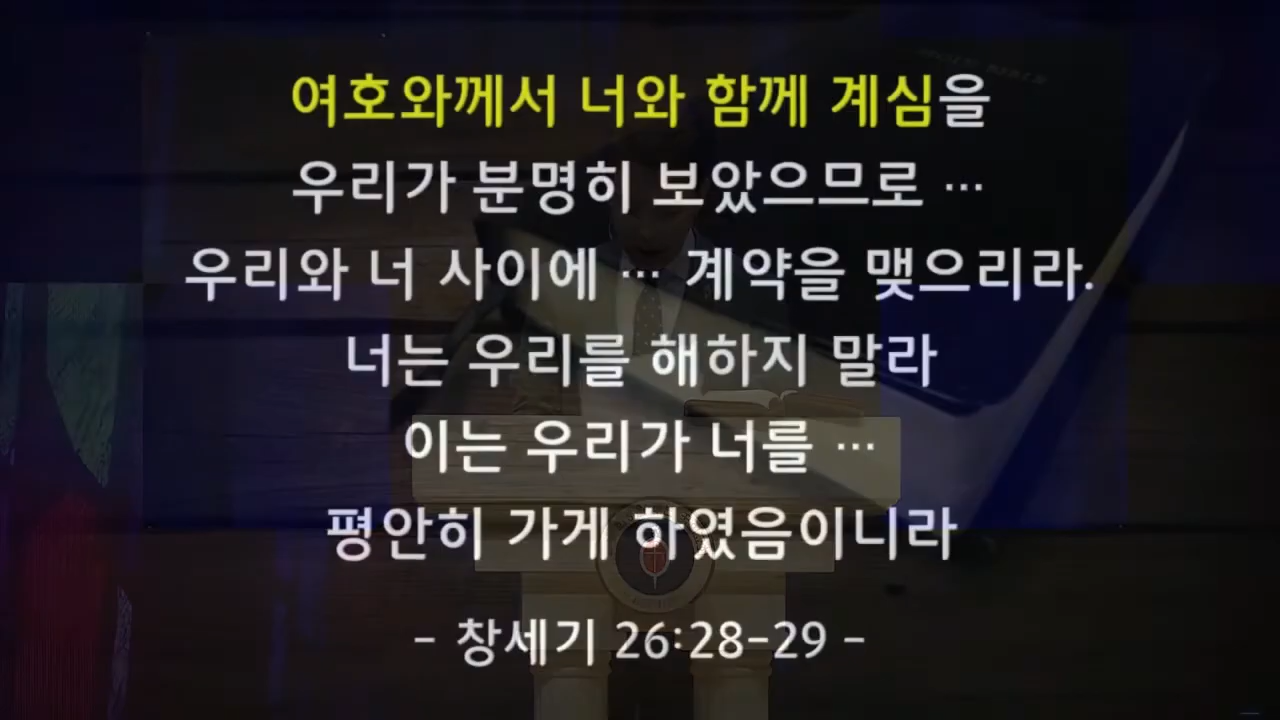 여호와께서 너와 함께 계심을
우리가 분명히 보았으므로 …
우리와 너 사이에 … 계약을 맺으리라.
너는 우리를 해하지 말라
이는 우리가 너를 …
평안히 가게 하였음이니라
- 창세기 26:28-29 -